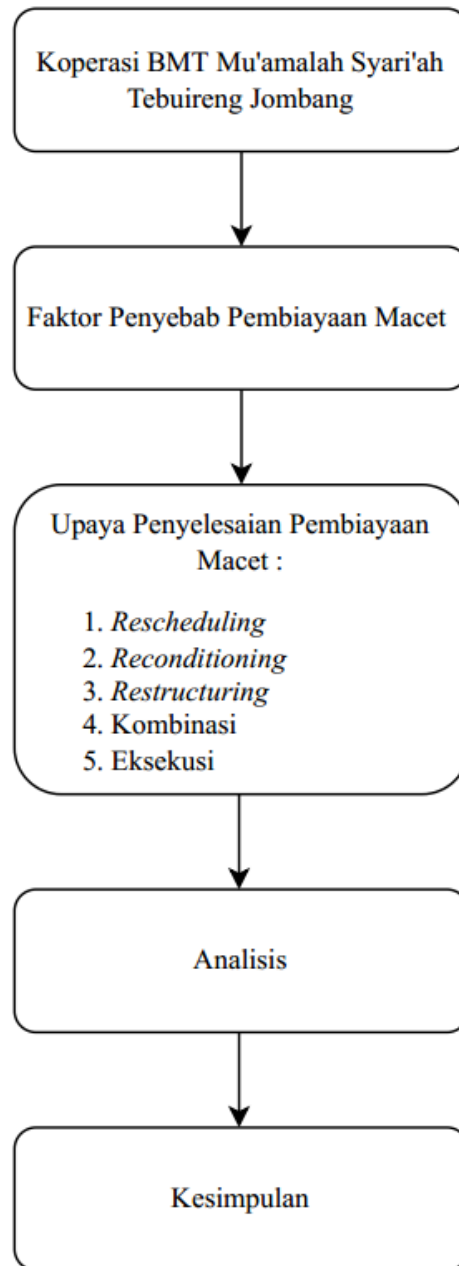 Koperasi BMT Mu'amalah Syari'ah
Tebuireng Jombang
Faktor Penyebab Pembiayaan Macet
Upaya Penyelesaian Pembiayaan
Macet :
1. Rescheduling
2. Reconditioning
3. Restructuring
4. Kombinasi
5. Eksekusi
Analisis
Kesimpulan